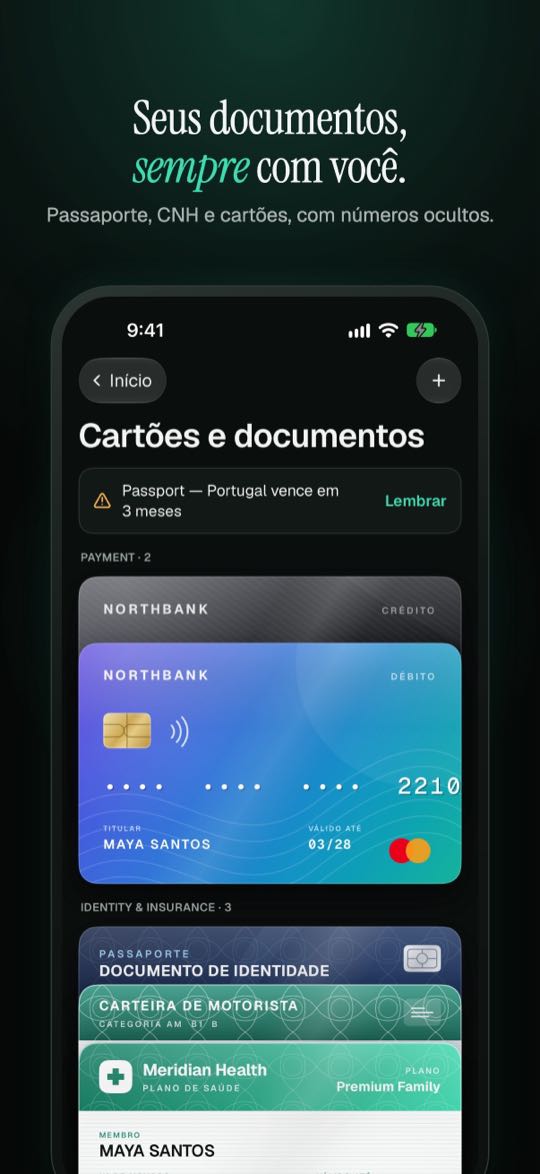 Seus documentos,
sempre com você.
Passaporte, CNH e cartões, com números ocultos.
9:41
Início
+
Cartões e documentos
Passport — Portugal vence em
3 meses
Lembrar
PAYMENT · 2
NORTHBANK
CRÉDITO
NORTHBANK
DÉBITO
•••• •••• •••• 2210
TITULAR
VÁLIDO ATÉ
MAYA SANTOS
03/28
IDENTITY & INSURANCE · 3
PASSAPORTE
DOCUMENTO DE IDENTIDADE
CARTEIRA DE MOTORISTA
CATEGORIA AM B1 B
Meridian Health
PLANO
PLANO DE SAÚDE
Premium Family
MEMBRO
MAYA SANTOS